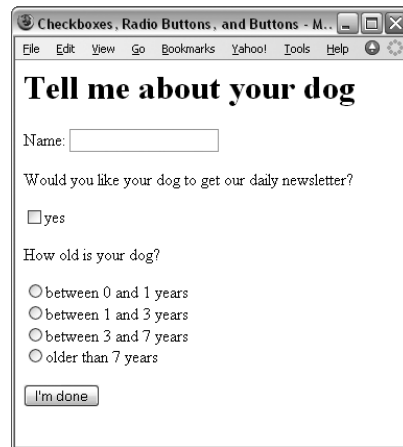 Checkboxes, Radio Buttons, and Buttons - M...
File Edit View Go Bookmarks Yahoo! Tools Help
Tell me about your dog
Name:
Would you like your dog to get our daily newsletter?
yes
How old is your dog?
between 0 and 1 years
between 1 and 3 years
between 3 and 7 years
older than 7 years
I'm done